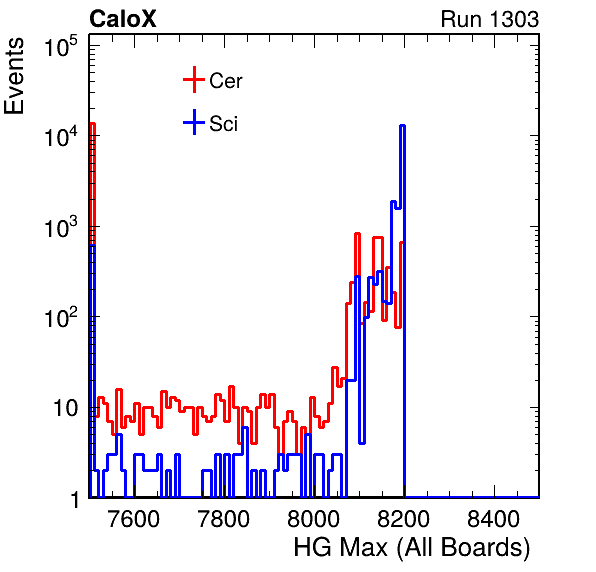 CaloX Run 1303
Events
10^5
10^4
10^3
10^2
10
1
Cer
Sci
7600 7800 8000 8200 8400
HG Max (All Boards)